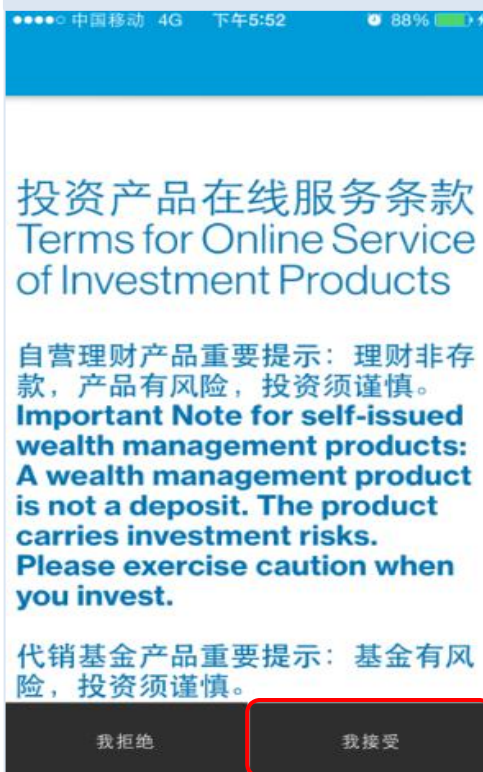 中国移动 4G 下午5:52 88%
投资产品在线服务条款
Terms for Online Service
of Investment Products
自营理财产品重要提示：理财非存
款，产品有风险，投资须谨慎。
Important Note for self-issued
wealth management products:
A wealth management product
is not a deposit. The product
carries investment risks.
Please exercise caution when
you invest.
代销基金产品重要提示：基金有风
险，投资须谨慎。
我拒绝 我接受